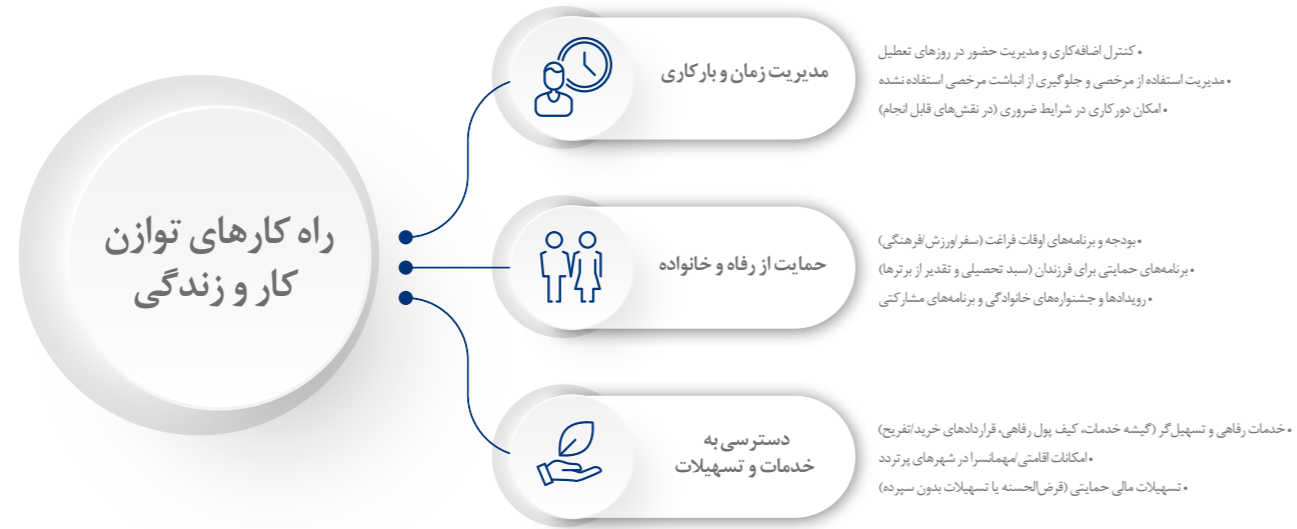 راه کارهای توازن
کار و زندگی
مدیریت زمان و بار کاری
• کنترل اضافه‌کاری و مدیریت حضور در روزهای تعطیل
• مدیریت استفاده از مرخصی و جلوگیری از انباشت مرخصی استفاده نشده
• امکان دور کاری در شرایط ضروری (در نقش‌های قابل انجام)
حمایت از رفاه و خانواده
• بودجه و برنامه‌های اوقات فراغت (سفر/ورزش/فرهنگی)
• برنامه‌های حمایتی برای فرزندان (سبد تحصیلی و تقدیر از برترها)
• رویدادها و جشنواره‌های خانوادگی و برنامه‌های مشارکتی
دسترسی به
خدمات و تسهیلات
• خدمات رفاهی و تسهیل‌گر (گیشه خدمات، کیف پول رفاهی، قراردادهای خرید/تفریح)
• امکانات اقامتی/مهمانسرا در شهرهای پرتردد
• تسهیلات مالی حمایتی (قرض‌الحسنه یا تسهیلات بدون سپرده)